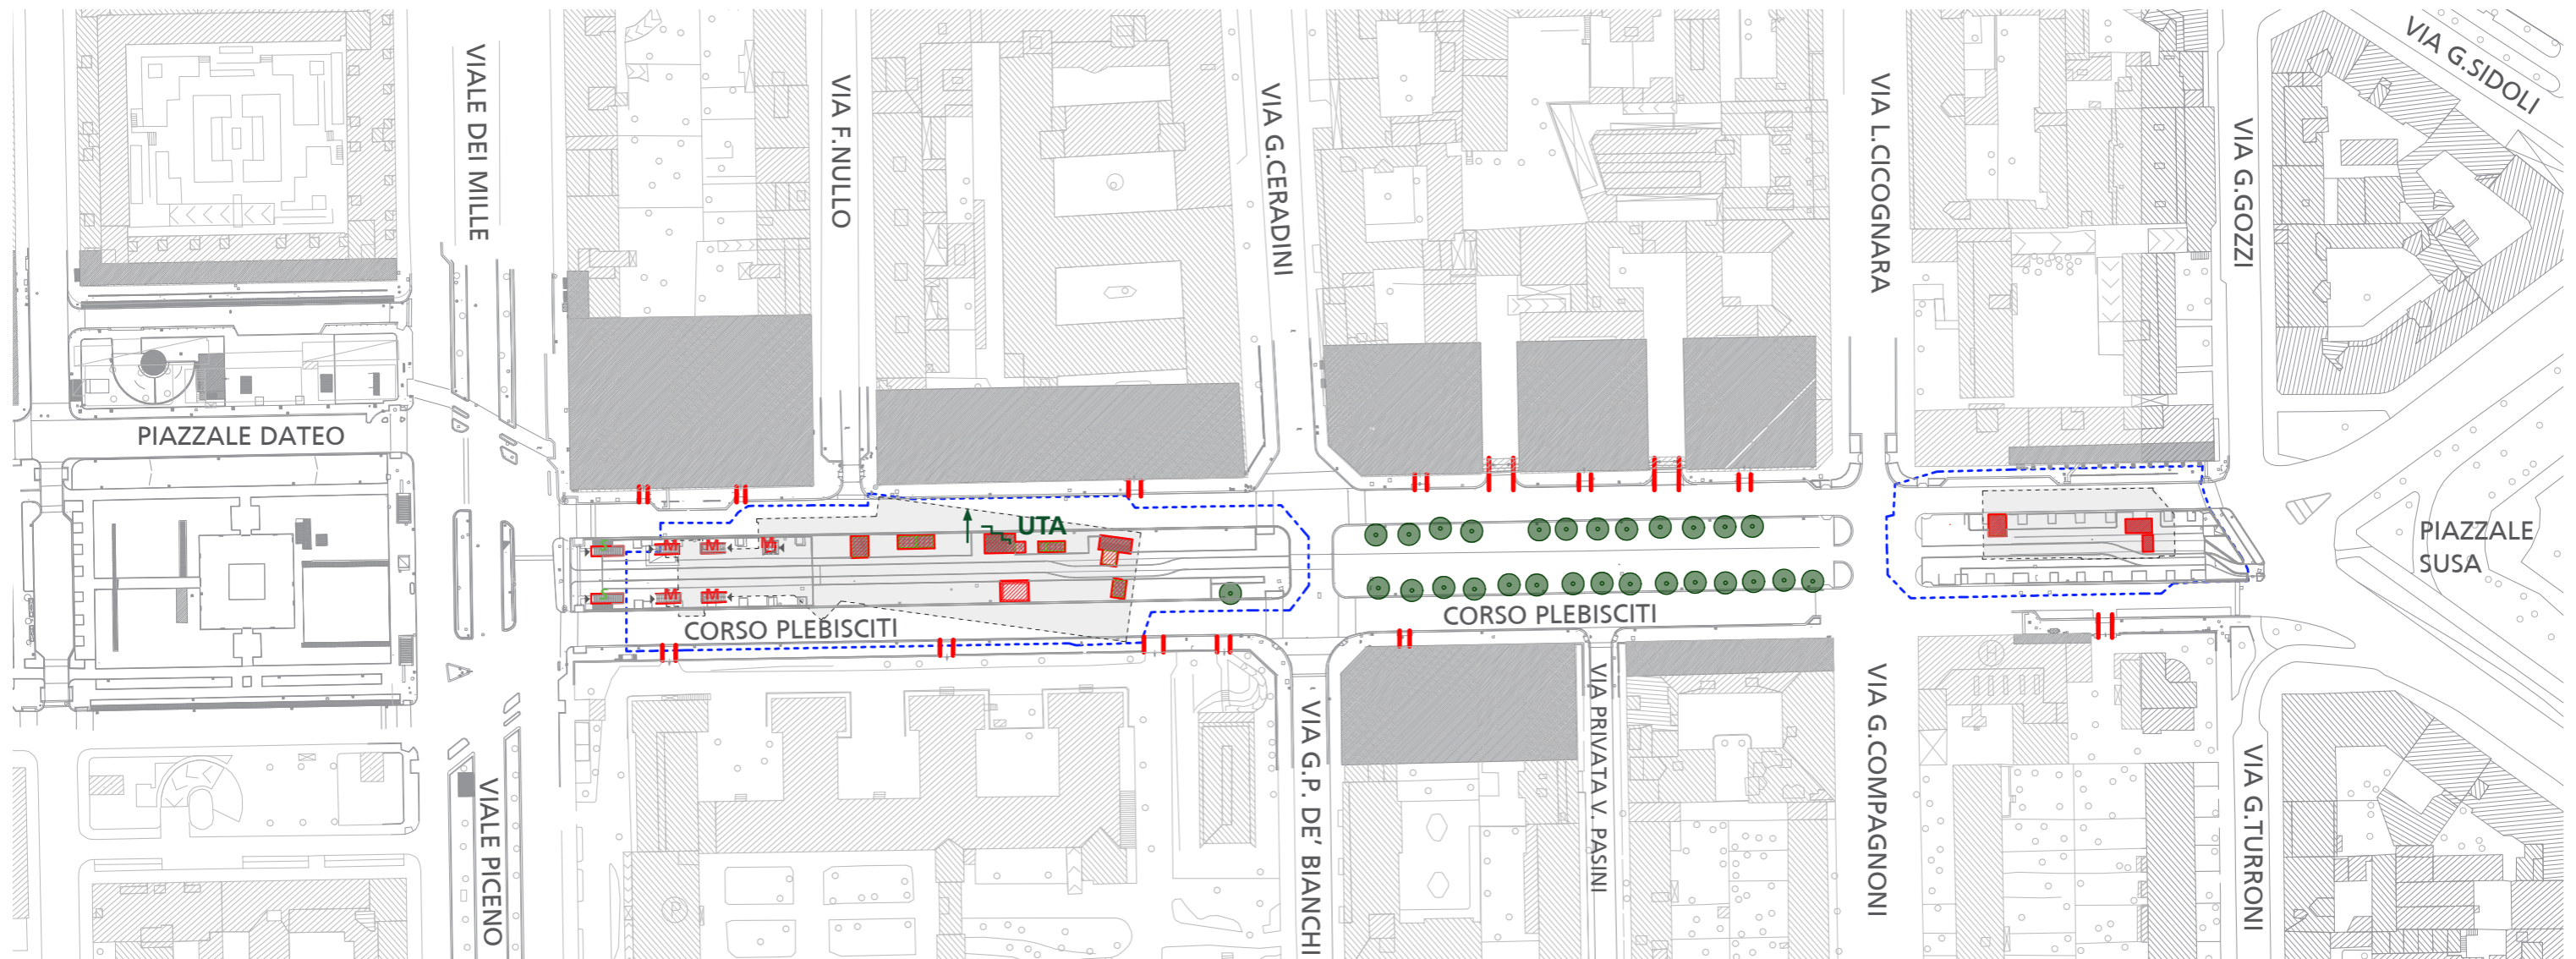 VIALE DEI MILLE
VIA F.NULLO
VIA G.CERADINI
VIA L.CICOGNARA
VIA G.GOZZI
VIA G.SIDOLI
PIAZZALE DATEO
UTA
S
M
M
M
S
M
M
CORSO PLEBISCITI
CORSO PLEBISCITI
PIAZZALE
SUSA
VIALE PICENO
VIA G.P. DE' BIANCHI
VIA PRIVATA V. PASINI
VIA G.COMPAGNONI
VIA G.TURRONI
P
H